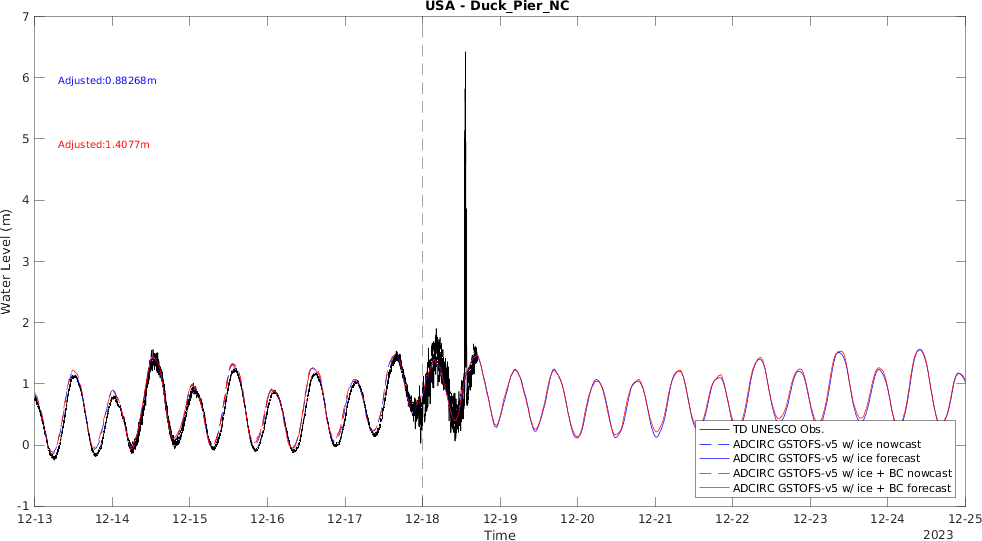 USA - Duck_Pier_NC
7
6
5
4
3
2
1
0
-1
Water Level (m)
Adjusted:0.88268m
Adjusted:1.4077m
TD UNESCO Obs.
ADCIRC GSTOFS-v5 w/ ice nowcast
ADCIRC GSTOFS-v5 w/ ice forecast
ADCIRC GSTOFS-v5 w/ ice + BC nowcast
ADCIRC GSTOFS-v5 w/ ice + BC forecast
12-13 12-14 12-15 12-16 12-17 12-18 12-19 12-20 12-21 12-22 12-23 12-24 12-25
Time
2023